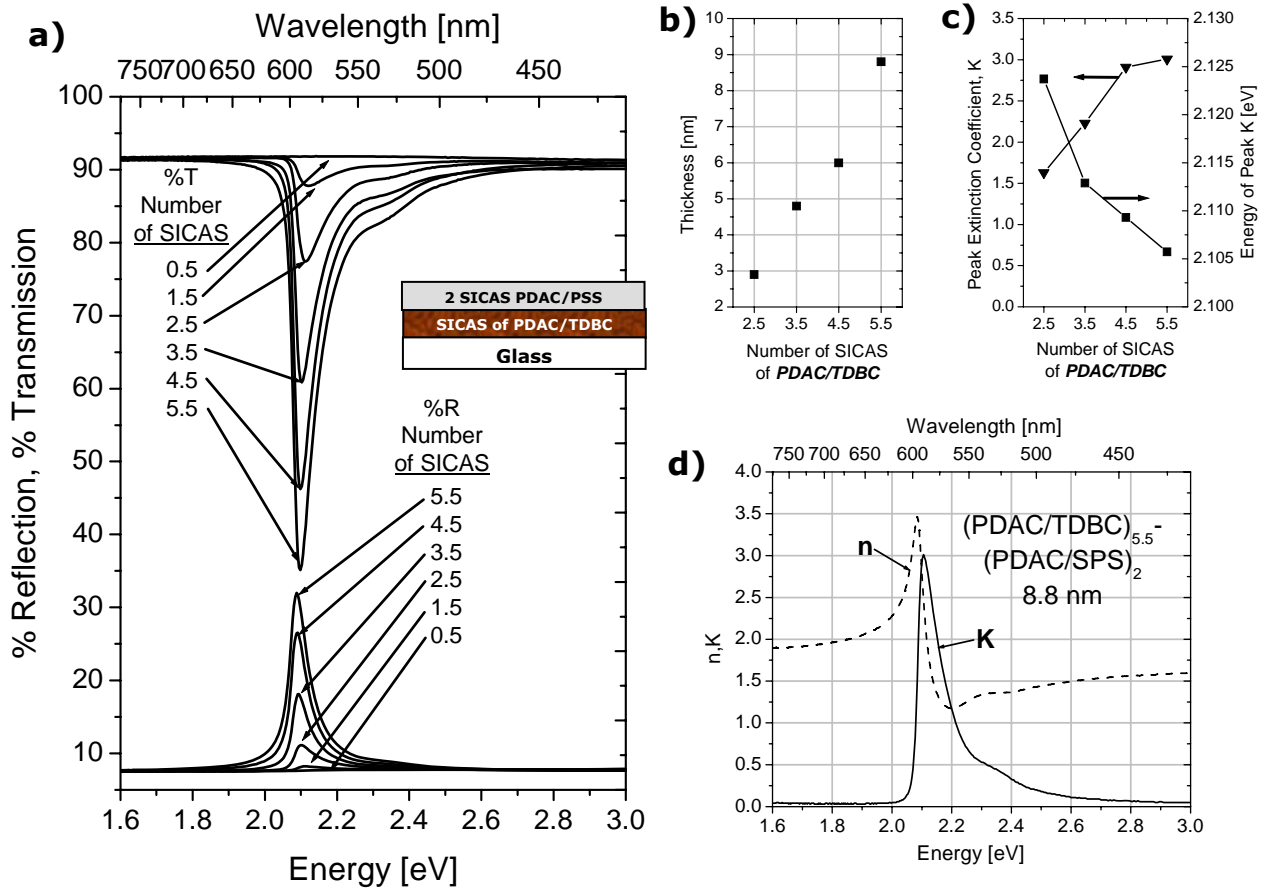 a)
Wavelength [nm]
750 700 650 600 550 500 450
% Reflection, % Transmission
100
90
80
70
60
50
40
30
20
10
%T
Number
of SICAS
0.5
1.5
2.5
3.5
4.5
5.5
2 SICAS PDAC/PSS
SICAS of PDAC/TDBC
Glass
%R
Number
of SICAS
5.5
4.5
3.5
2.5
1.5
0.5
1.6 1.8 2.0 2.2 2.4 2.6 2.8 3.0
Energy [eV]
b)
Thickness [nm]
10
9
8
7
6
5
4
3
2
2.5 3.5 4.5 5.5
Number of SICAS
of PDAC/TDBC
c)
Peak Extinction Coefficient, K
3.5
3.0
2.5
2.0
1.5
1.0
0.5
0.0
2.130
2.125
2.120
2.115
2.110
2.105
2.100
Energy of Peak K [eV]
2.5 3.5 4.5 5.5
Number of SICAS
of PDAC/TDBC
d)
Wavelength [nm]
750 700 650 600 550 500 450
n,K
4.0
3.5
3.0
2.5
2.0
1.5
1.0
0.5
0.0
n
K
(PDAC/TDBC)5.5-
(PDAC/SPS)2
8.8 nm
1.6 1.8 2.0 2.2 2.4 2.6 2.8 3.0
Energy [eV]